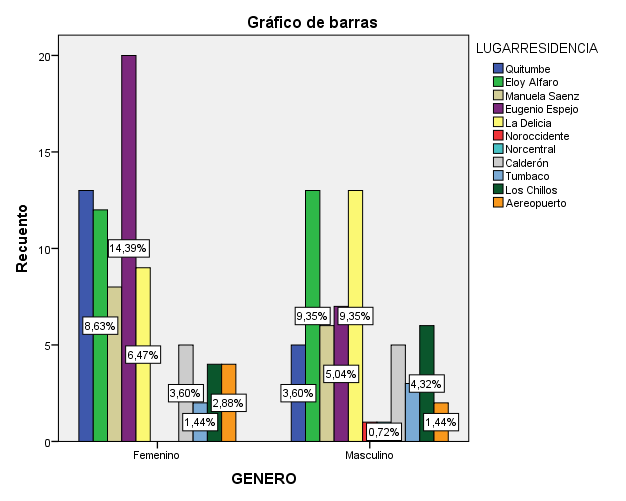 Gráfico de barras
LUGARRESIDENCIA
Quitumbe
Eloy Alfaro
Manuela Saenz
Eugenio Espejo
La Delicia
Noroccidente
Norcentral
Calderón
Tumbaco
Los Chillos
Aereopuerto
Recuento
20
15
10
5
0
14,39%
8,63%
6,47%
3,60%
2,88%
1,44%
9,35%
9,35%
5,04%
3,60%
4,32%
0,72%
1,44%
Femenino
Masculino
GENERO